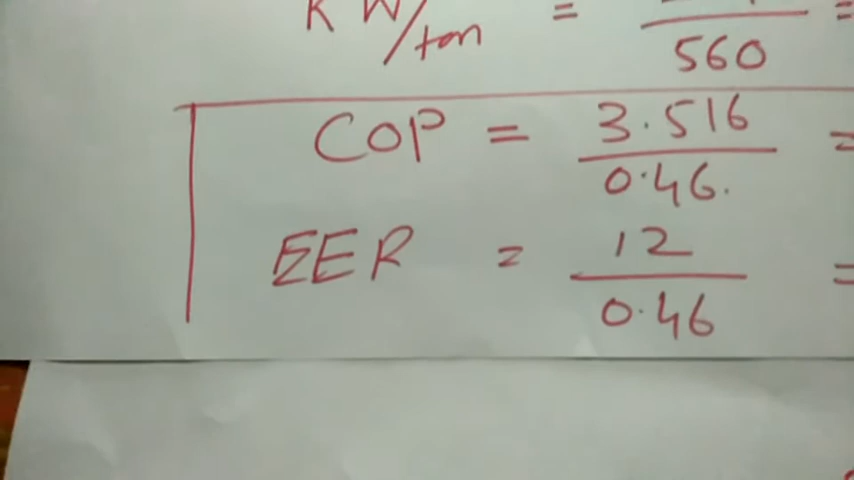 KW/ton = /560 =
COP = 3.516/0.46. =
EER = 12/0.46 =